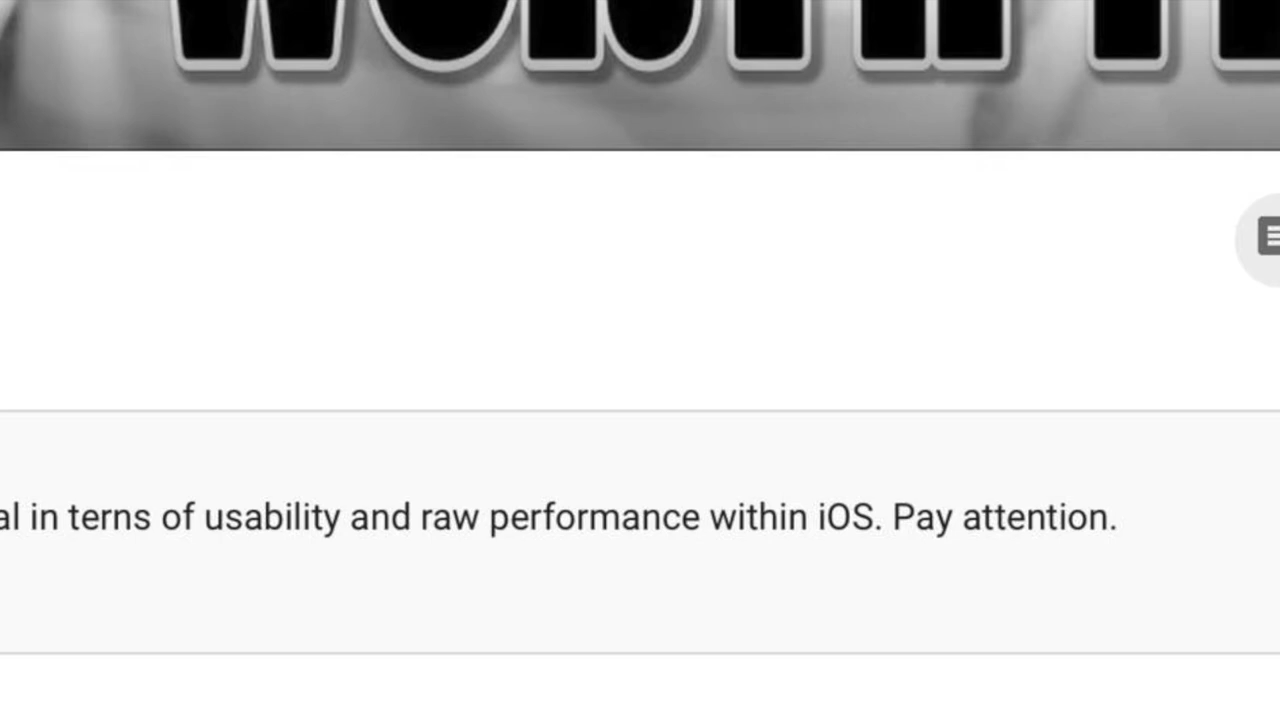 al in terns of usability and raw performance within iOS. Pay attention.